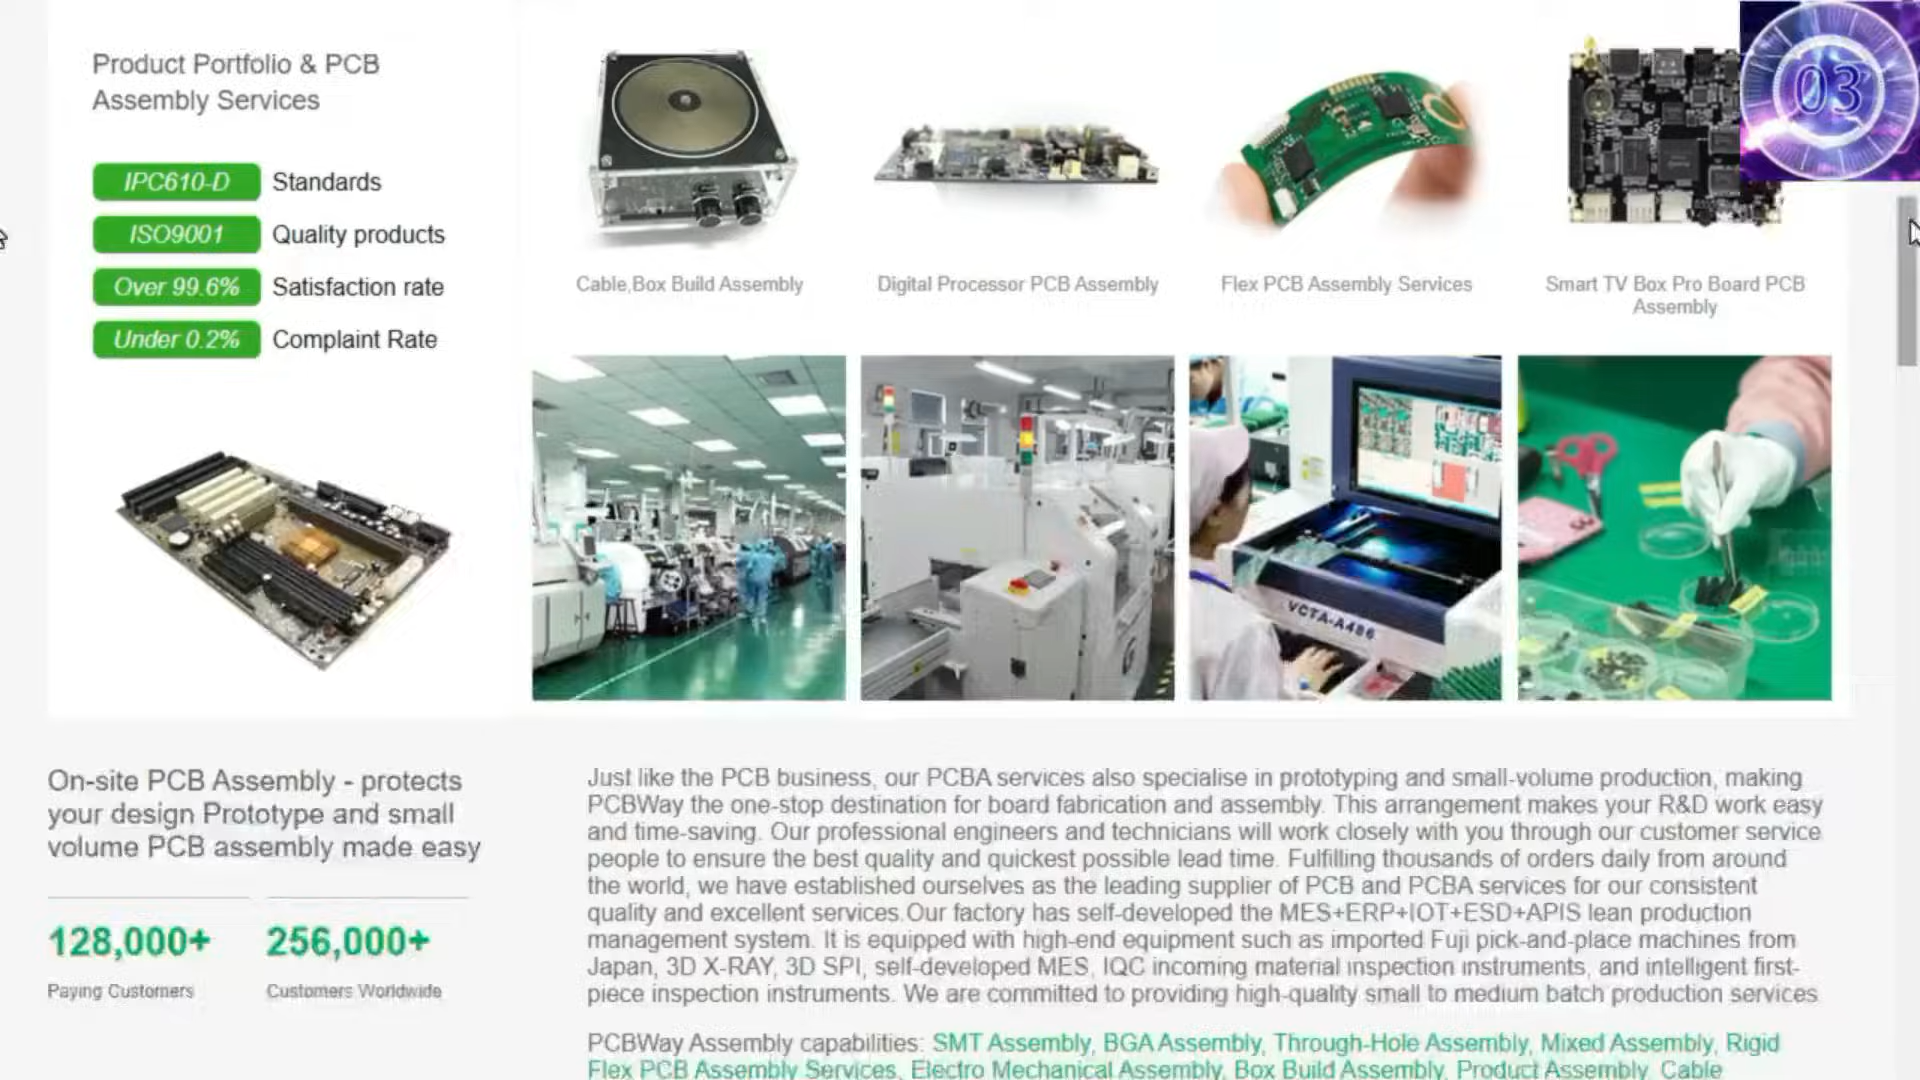 Product Portfolio & PCB
Assembly Services
IPC610-D Standards
ISO9001 Quality products
Over 99.6% Satisfaction rate
Under 0.2% Complaint Rate
03
Cable,Box Build Assembly
Digital Processor PCB Assembly
Flex PCB Assembly Services
Smart TV Box Pro Board PCB
Assembly
VCTA-A486
On-site PCB Assembly - protects
your design Prototype and small
volume PCB assembly made easy
128,000+
Paying Customers
256,000+
Customers Worldwide
Just like the PCB business, our PCBA services also specialise in prototyping and small-volume production, making
PCBWay the one-stop destination for board fabrication and assembly. This arrangement makes your R&D work easy
and time-saving. Our professional engineers and technicians will work closely with you through our customer service
people to ensure the best quality and quickest possible lead time. Fulfilling thousands of orders daily from around
the world, we have established ourselves as the leading supplier of PCB and PCBA services for our consistent
quality and excellent services.Our factory has self-developed the MES+ERP+IOT+ESD+APIS lean production
management system. It is equipped with high-end equipment such as imported Fuji pick-and-place machines from
Japan, 3D X-RAY, 3D SPI, self-developed MES, IQC incoming material inspection instruments, and intelligent first-
piece inspection instruments. We are committed to providing high-quality small to medium batch production services
PCBWay Assembly capabilities: SMT Assembly, BGA Assembly, Through-Hole Assembly, Mixed Assembly, Rigid
Flex PCB Assembly Services, Electro Mechanical Assembly, Box Build Assembly, Product Assembly, Cable